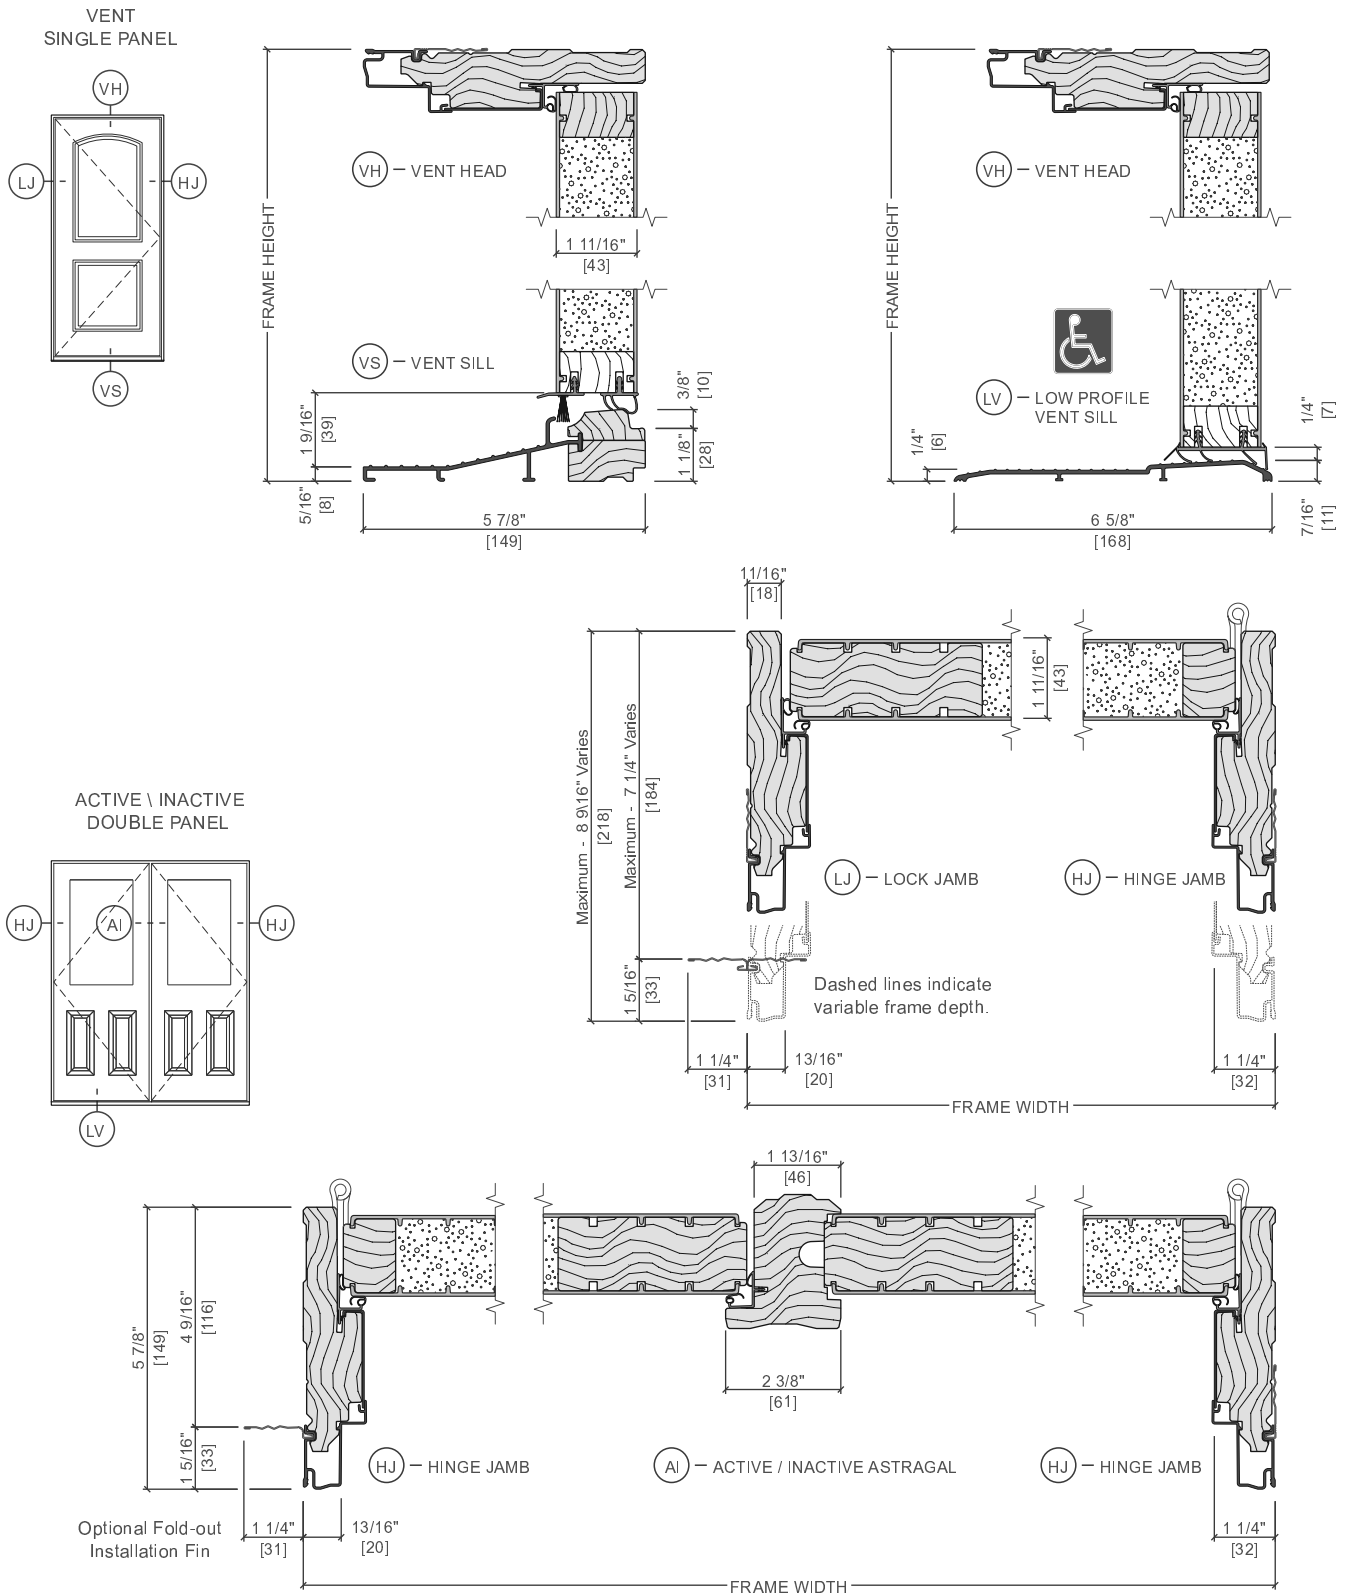 VENT
SINGLE PANEL
VH
LJ
HJ
VS
FRAME HEIGHT
VH – VENT HEAD
1 11/16"
[43]
VS – VENT SILL
3/8"
[10]
1 9/16"
[39]
1 1/8"
[28]
5/16"
[8]
5 7/8"
[149]
FRAME HEIGHT
VH – VENT HEAD
LV – LOW PROFILE
VENT SILL
1/4"
[7]
1/4"
[6]
7/16"
[11]
6 5/8"
[168]
11/16"
[18]
1 11/16"
[43]
Maximum - 8 9\16" Varies
[218]
Maximum - 7 1/4" Varies
[184]
LJ – LOCK JAMB
HJ – HINGE JAMB
1 5/16"
[33]
Dashed lines indicate
variable frame depth.
1 1/4"
[31]
13/16"
[20]
1 1/4"
[32]
FRAME WIDTH
ACTIVE \ INACTIVE
DOUBLE PANEL
HJ
AI
HJ
LV
1 13/16"
[46]
5 7/8"
[149]
4 9/16"
[116]
2 3/8"
[61]
1 5/16"
[33]
HJ – HINGE JAMB
AI – ACTIVE / INACTIVE ASTRAGAL
HJ – HINGE JAMB
Optional Fold-out
Installation Fin
1 1/4"
[31]
13/16"
[20]
1 1/4"
[32]
FRAME WIDTH